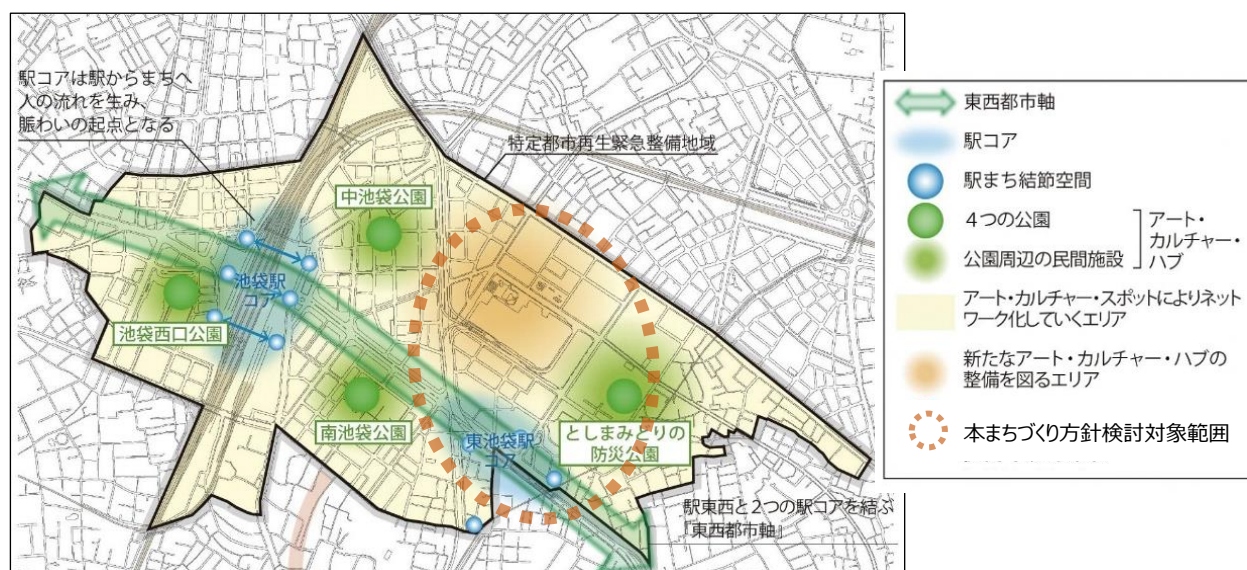 駅コアは駅からまちへ
人の流れを生み、
賑わいの起点となる
特定都市再生緊急整備地域
中池袋公園
池袋駅
コア
池袋西口公園
南池袋公園
東池袋駅
コア
としまみどりの
防災公園
駅東西と2つの駅コアを結ぶ
「東西都市軸」
東西都市軸
駅コア
駅まち結節空間
4つの公園
公園周辺の民間施設
アート・
カルチャー・
ハブ
アート・カルチャー・スポットによりネット
ワーク化していくエリア
新たなアート・カルチャー・ハブの
整備を図るエリア
本まちづくり方針検討対象範囲